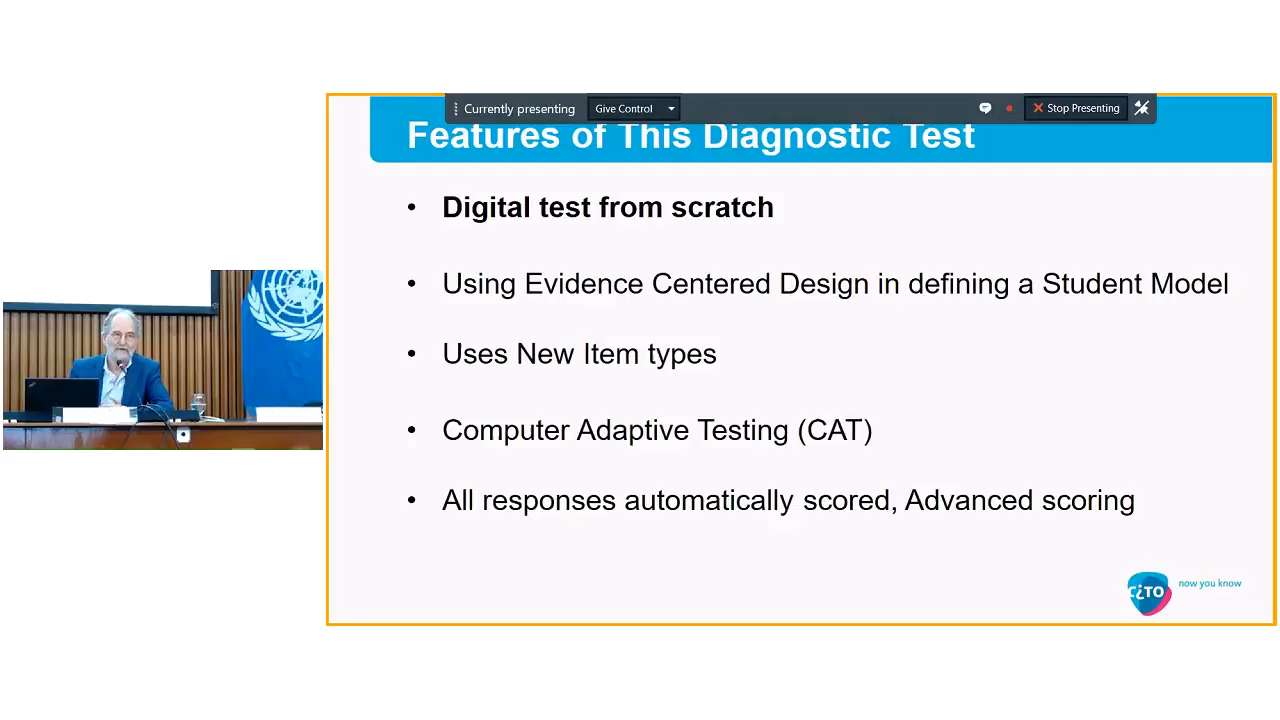 Currently presenting
Give Control
Stop Presenting
Features of This Diagnostic Test
• Digital test from scratch
• Using Evidence Centered Design in defining a Student Model
• Uses New Item types
• Computer Adaptive Testing (CAT)
• All responses automatically scored, Advanced scoring
CiTO
now you know